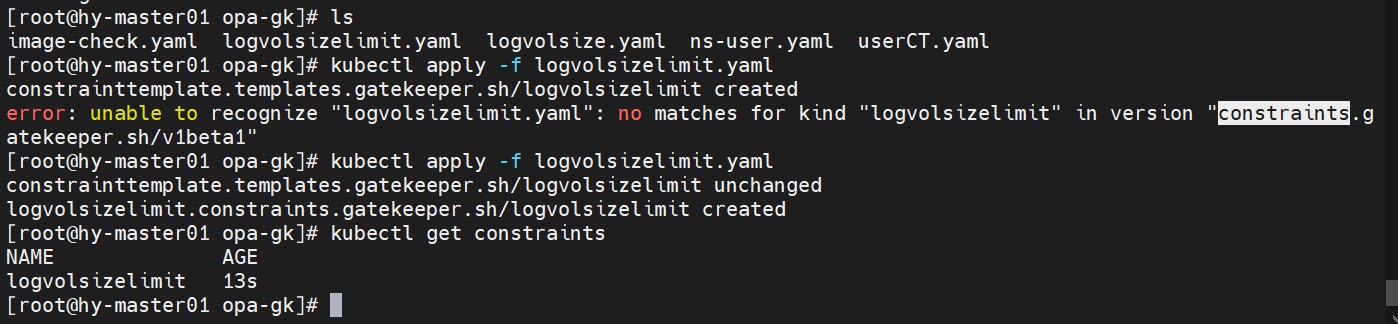 [root@hy-master01 opa-gk]# ls
image-check.yaml  logvolsizelimit.yaml  logvolsize.yaml  ns-user.yaml  userCT.yaml
[root@hy-master01 opa-gk]# kubectl apply -f logvolsizelimit.yaml
constrainttemplate.templates.gatekeeper.sh/logvolsizelimit created
error: unable to recognize "logvolsizelimit.yaml": no matches for kind "logvolsizelimit" in version "constraints.g
atekeeper.sh/v1beta1"
[root@hy-master01 opa-gk]# kubectl apply -f logvolsizelimit.yaml
constrainttemplate.templates.gatekeeper.sh/logvolsizelimit unchanged
logvolsizelimit.constraints.gatekeeper.sh/logvolsizelimit created
[root@hy-master01 opa-gk]# kubectl get constraints
NAME              AGE
logvolsizelimit   13s
[root@hy-master01 opa-gk]#